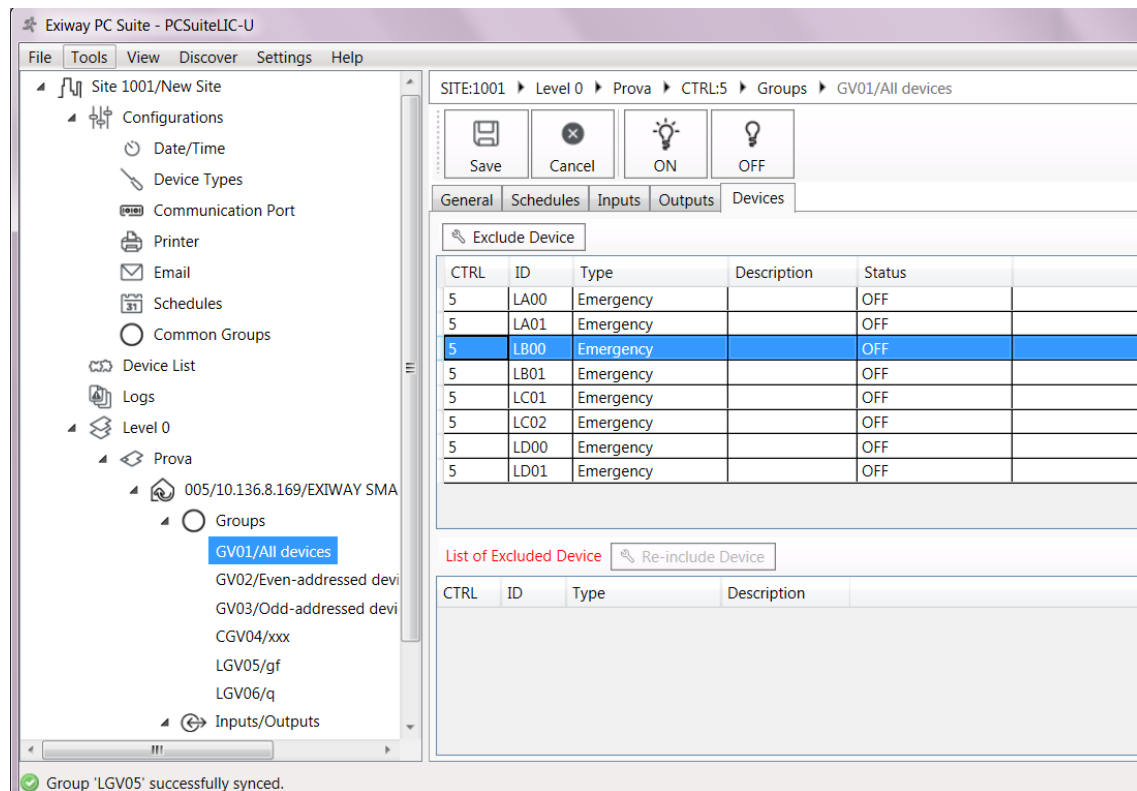 Exiway PC Suite - PCSuiteLIC-U
File Tools View Discover Settings Help
Site 1001/New Site
Configurations
Date/Time
Device Types
Communication Port
Printer
Email
Schedules
Common Groups
Device List
Logs
Level 0
Prova
005/10.136.8.169/EXIWAY SMA
Groups
GV01/All devices
GV02/Even-addressed devi
GV03/Odd-addressed devi
CGV04/xxx
LGV05/gf
LGV06/q
Inputs/Outputs
SITE:1001 Level 0 Prova CTRL:5 Groups GV01/All devices
Save Cancel ON OFF
General Schedules Inputs Outputs Devices
Exclude Device
CTRL ID Type Description Status
5 LA00 Emergency OFF
5 LA01 Emergency OFF
5 LB00 Emergency OFF
5 LB01 Emergency OFF
5 LC01 Emergency OFF
5 LC02 Emergency OFF
5 LD00 Emergency OFF
5 LD01 Emergency OFF
List of Excluded Device Re-include Device
CTRL ID Type Description
Group 'LGV05' successfully synced.